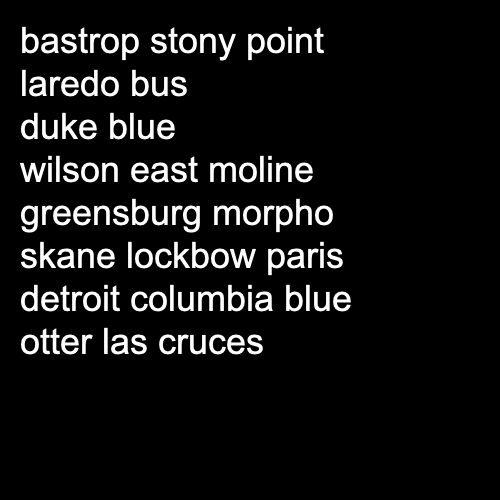 bastrop stony point
laredo bus
duke blue
wilson east moline
greensburg morpho
skane lockbow paris
detroit columbia blue
otter las cruces